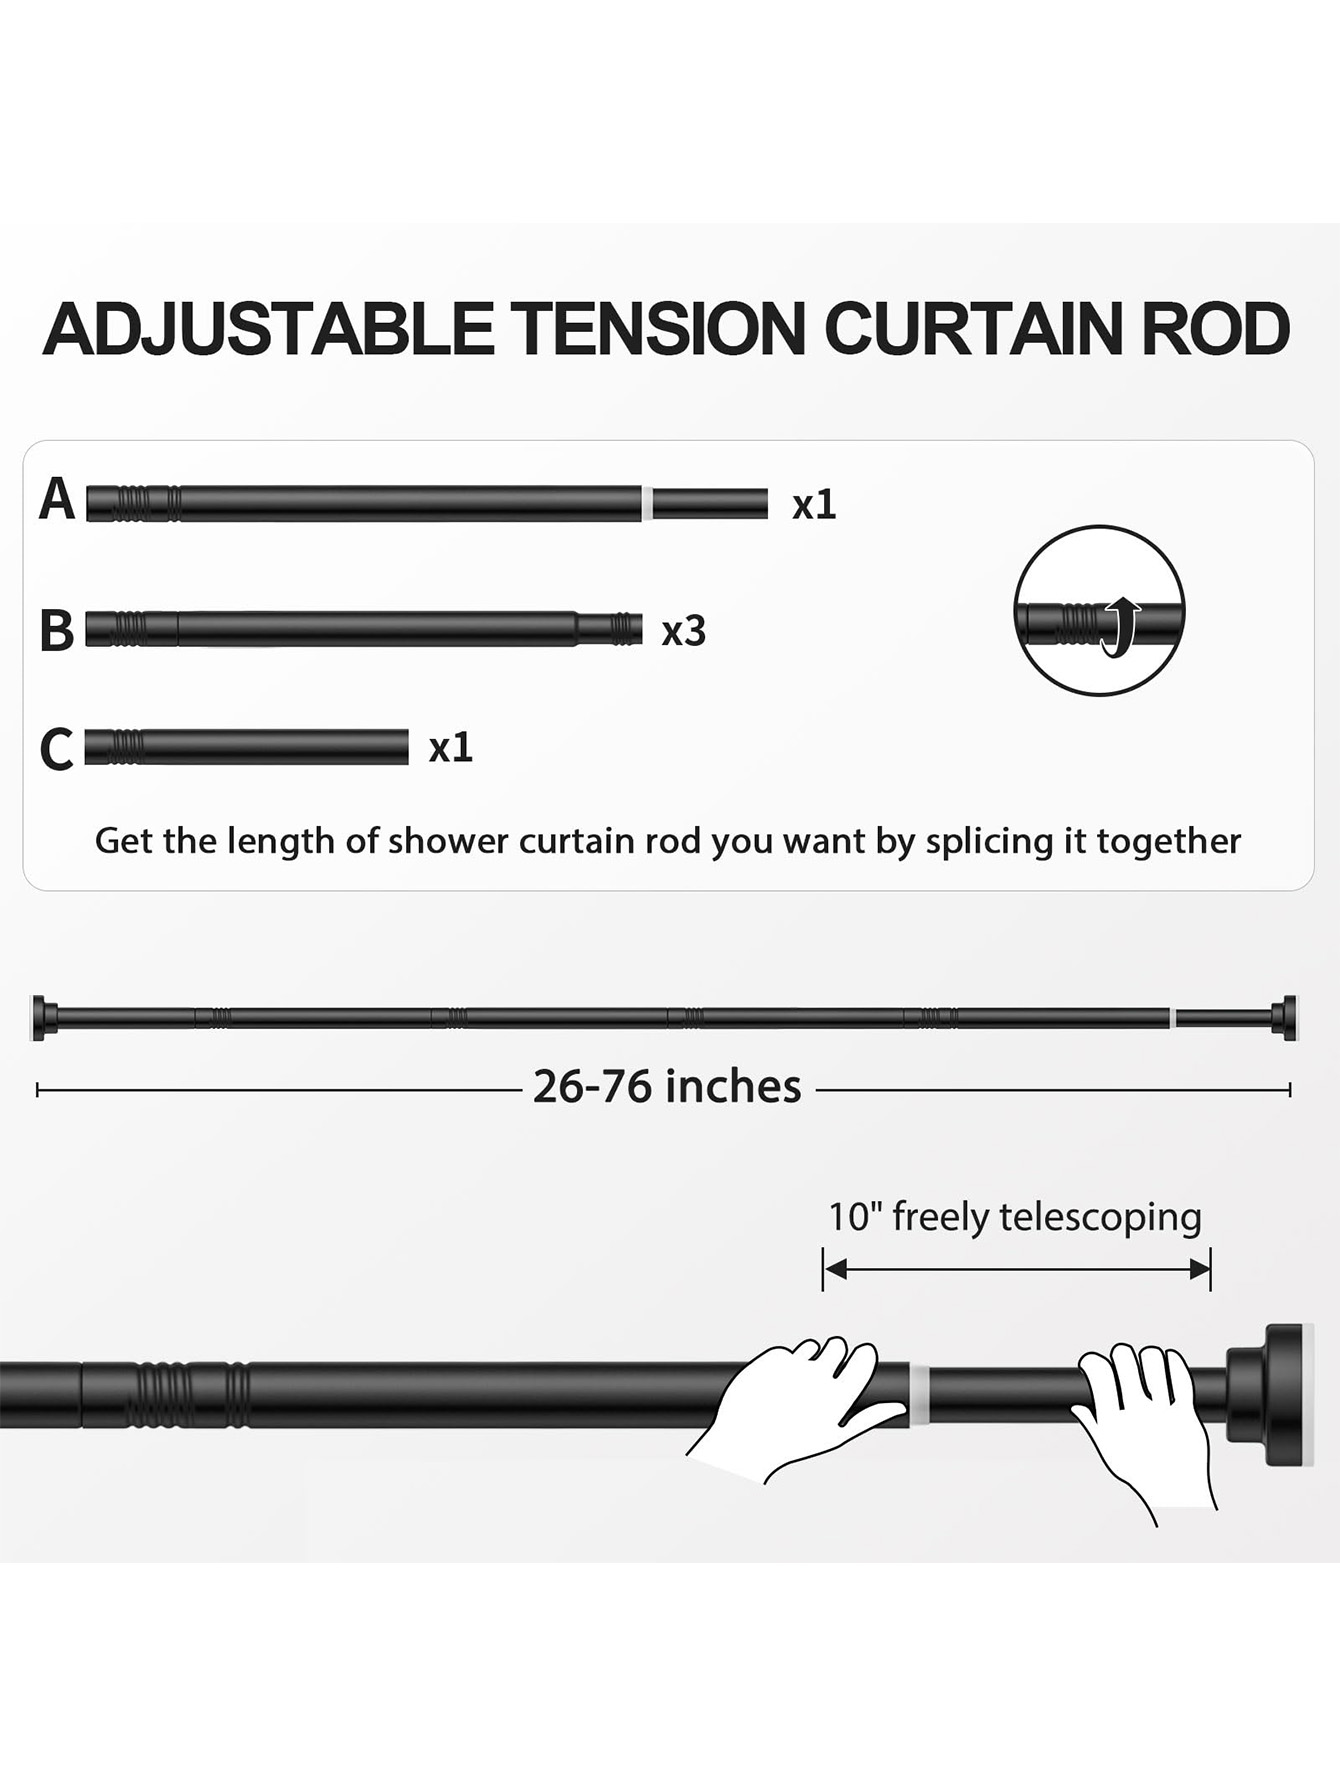 ADJUSTABLE TENSION CURTAIN ROD
A x1
B x3
C x1
Get the length of shower curtain rod you want by splicing it together
26-76 inches
10" freely telescoping